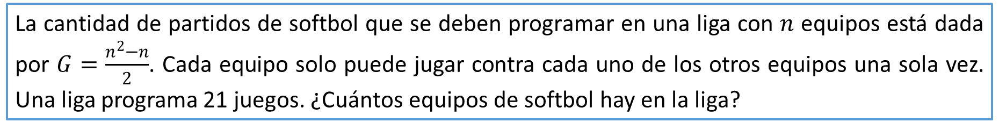 La cantidad de partidos de softbol que se deben programar en una liga con n equipos está dada
por G = \frac{n^2-n}{2}. Cada equipo solo puede jugar contra cada uno de los otros equipos una sola vez.
Una liga programa 21 juegos. ¿Cuántos equipos de softbol hay en la liga?